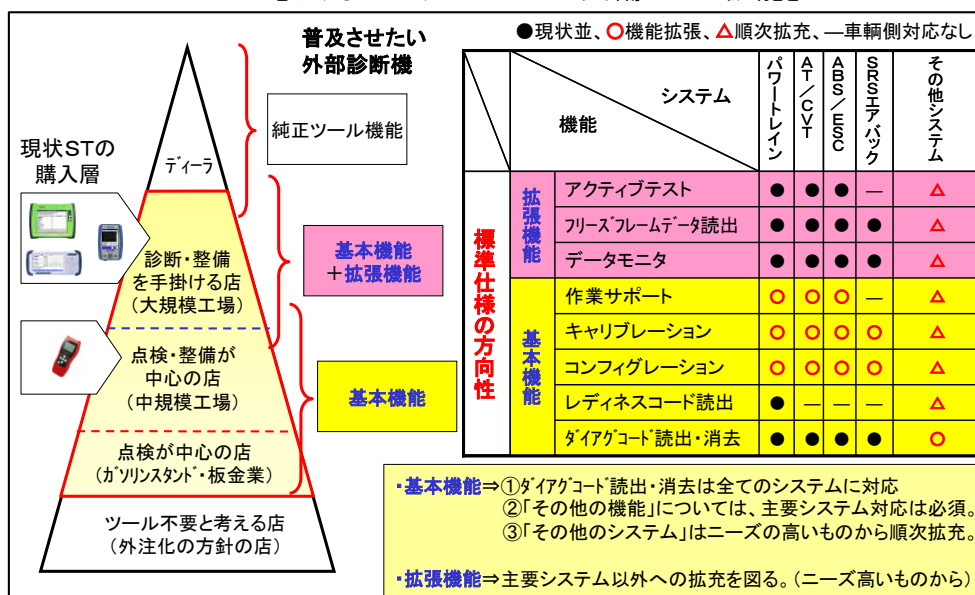 普及させたい
外部診断機
●現状並、○機能拡張、△順次拡充、―車輌側対応なし
純正ツール機能
現状STの
購入層
ディーラ
診断・整備
を手掛ける店
(大規模工場)
基本機能
+拡張機能
点検・整備が
中心の店
(中規模工場)
基本機能
点検が中心の店
(ガソリンスタンド・板金業)
ツール不要と考える店
(外注化の方針の店)
システム
機能
パワートレイン
AT/CVT
ABS/ESC
SRSエアバック
その他システム
標準仕様の方向性
拡張機能
アクティブテスト ● ● ● ― △
フリーズフレームデータ読出 ● ● ● ● △
データモニタ ● ● ● ● △
基本機能
作業サポート ○ ○ ○ ― △
キャリブレーション ○ ○ ○ ○ △
コンフィグレーション ○ ○ ○ ○ △
レディネスコード読出 ● ― ― ― △
ダイアグコード読出・消去 ● ● ● ● ○
・基本機能⇒①ダイアグコード読出・消去は全てのシステムに対応
②「その他の機能」については、主要システム対応は必須。
③「その他のシステム」はニーズの高いものから順次拡充。
・拡張機能⇒主要システム以外への拡充を図る。(ニーズ高いものから)